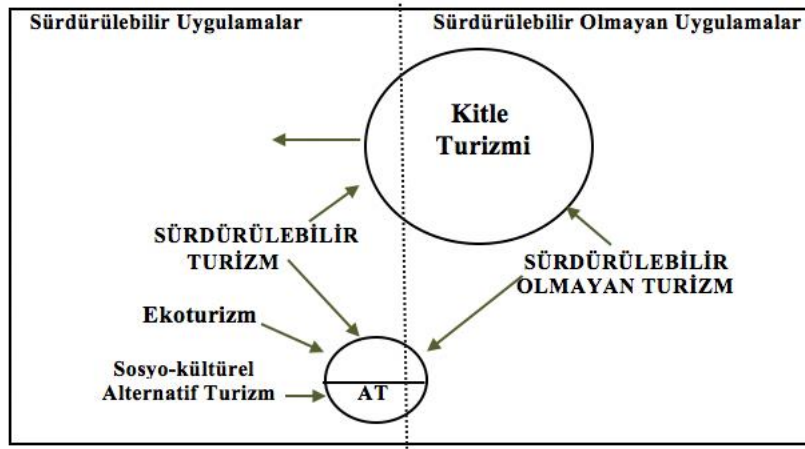 Sürdürülebilir Uygulamalar
Sürdürülebilir Olmayan Uygulamalar
Kitle
Turizmi
SÜRDÜRÜLEBİLİR
TURİZM
SÜRDÜRÜLEBİLİR
OLMAYAN TURİZM
Ekoturizm
Sosyo-kültürel
Alternatif Turizm
AT